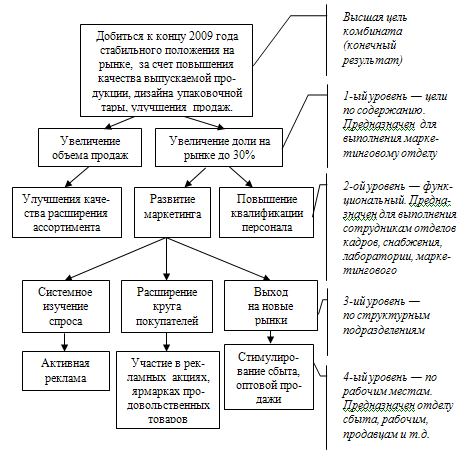 Добиться к концу 2009 года
стабильного положения на
рынке, за счет повышения
качества выпускаемой про-
дукции, дизайна упаковочной
тары, улучшения продаж.
Высшая цель
комбината
(конечный
результат)
Увеличение
объема продаж
Увеличение доли на
рынке до 30%
1-ый уровень — цели
по содержанию.
Предназначен для
выполнения марке-
тинговому отделу
Улучшения каче-
ства расширения
ассортимента
Развитие
маркетинга
Повышение
квалификации
персонала
2-ой уровень — функ-
циональный. Предна-
значен для выполнения
сотрудникам отделов
кадров, снабжения,
лаборатории, марке-
тингового
Системное
изучение
спроса
Расширение
круга
покупателей
Выход
на новые
рынки
3-ий уровень —
по структурным
подразделениям
Активная
реклама
Участие в рек-
ламных акциях,
ярмарках про-
довольственных
товаров
Стимулиро-
вание сбыта,
оптовой про-
дажи
4-ый уровень — по
рабочим местам.
Предназначен отделу
сбыта, рабочим,
продавцам и т.д.